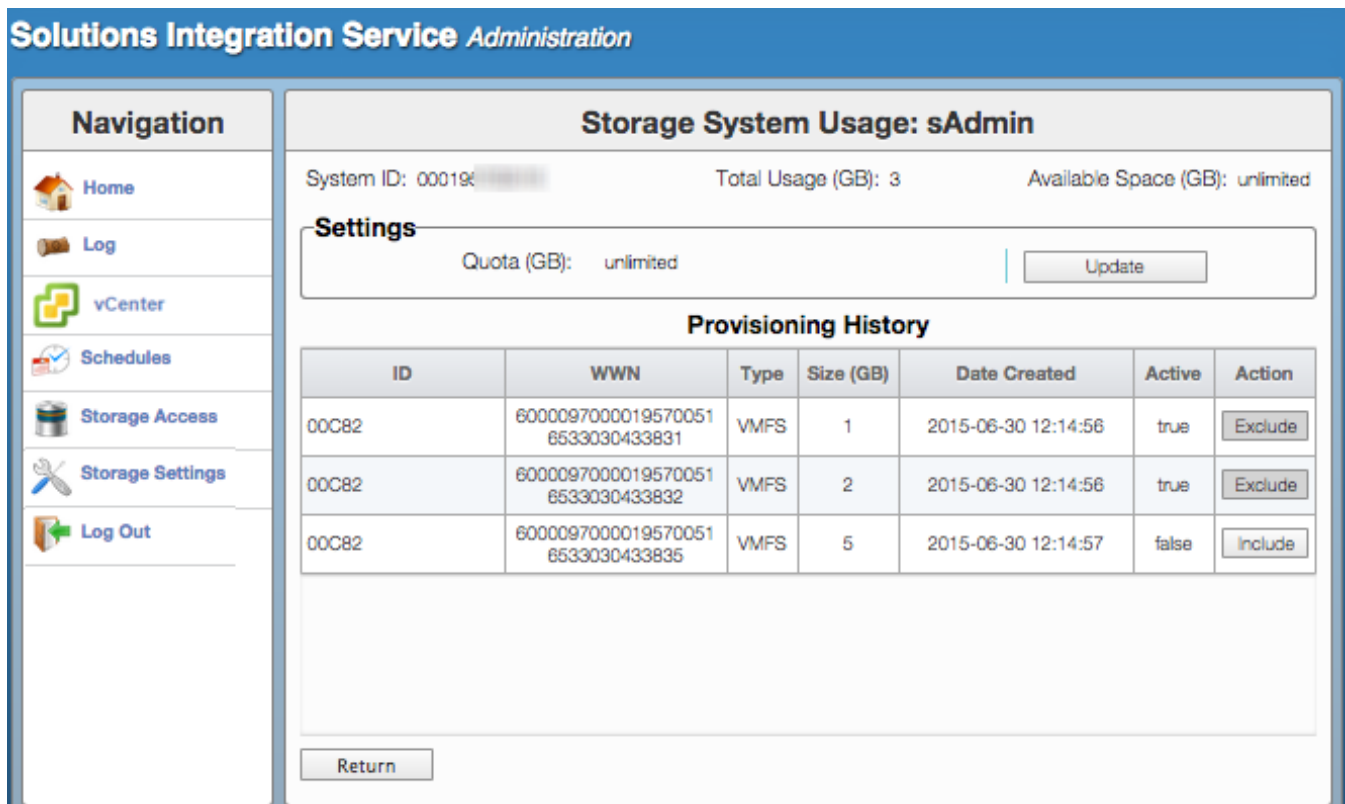 Solutions Integration Service Administration
Navigation
Home
Log
vCenter
Schedules
Storage Access
Storage Settings
Log Out
Storage System Usage: sAdmin
System ID: Total Usage (GB): 3 Available Space (GB): unlimited
Settings
Quota (GB): unlimited Update
Provisioning History
ID WWN Type Size (GB) Date Created Active Action
00C82 6000097000019570051 VMFS 1 2015-06-30 12:14:56 true Exclude
6533030433831
00C82 6000097000019570051 VMFS 2 2015-06-30 12:14:56 true Exclude
6533030433832
00C82 6000097000019570051 VMFS 5 2015-06-30 12:14:57 false Include
6533030433835
Return